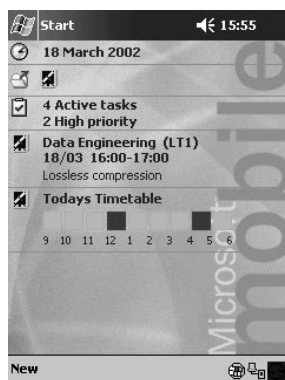 Start 15:55
18 March 2002
4 Active tasks
2 High priority
Data Engineering (LT1)
18/03 16:00-17:00
Lossless compression
Todays Timetable
9 10 11 12 1 2 3 4 5 6
Microsoft
mobile
New